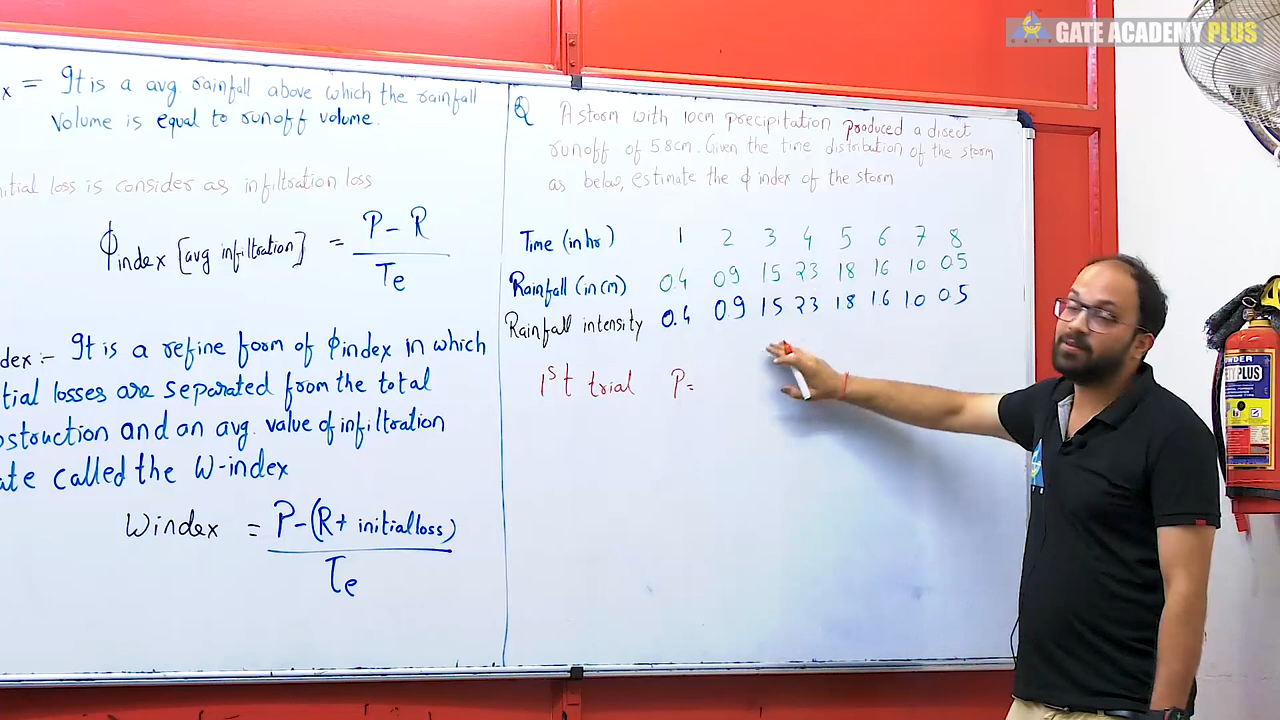 GATE ACADEMY PLUS
x = It is a avg. rainfall above which the rainfall
Volume is equal to runoff volume.
nitial loss is consider as infiltration loss
ϕindex [avg infiltration] = P - R / Te
dex :- It is a refine form of ϕindex in which
tial losses are separated from the total
bstruction and an avg. value of infiltration
ate called the W-index
Windex = P-(R+ initial loss) / Te
Q A storm with 10cm precipitation produced a direct
runoff of 5.8cm. Given the time distribution of the storm
as below, estimate the ϕ index of the storm
Time (in hr) 1 2 3 4 5 6 7 8
Rainfall (in cm) 0.4 0.9 1.5 2.3 1.8 1.6 1.0 0.5
Rainfall intensity 0.4 0.9 1.5 2.3 1.8 1.6 1.0 0.5
1st trial P=